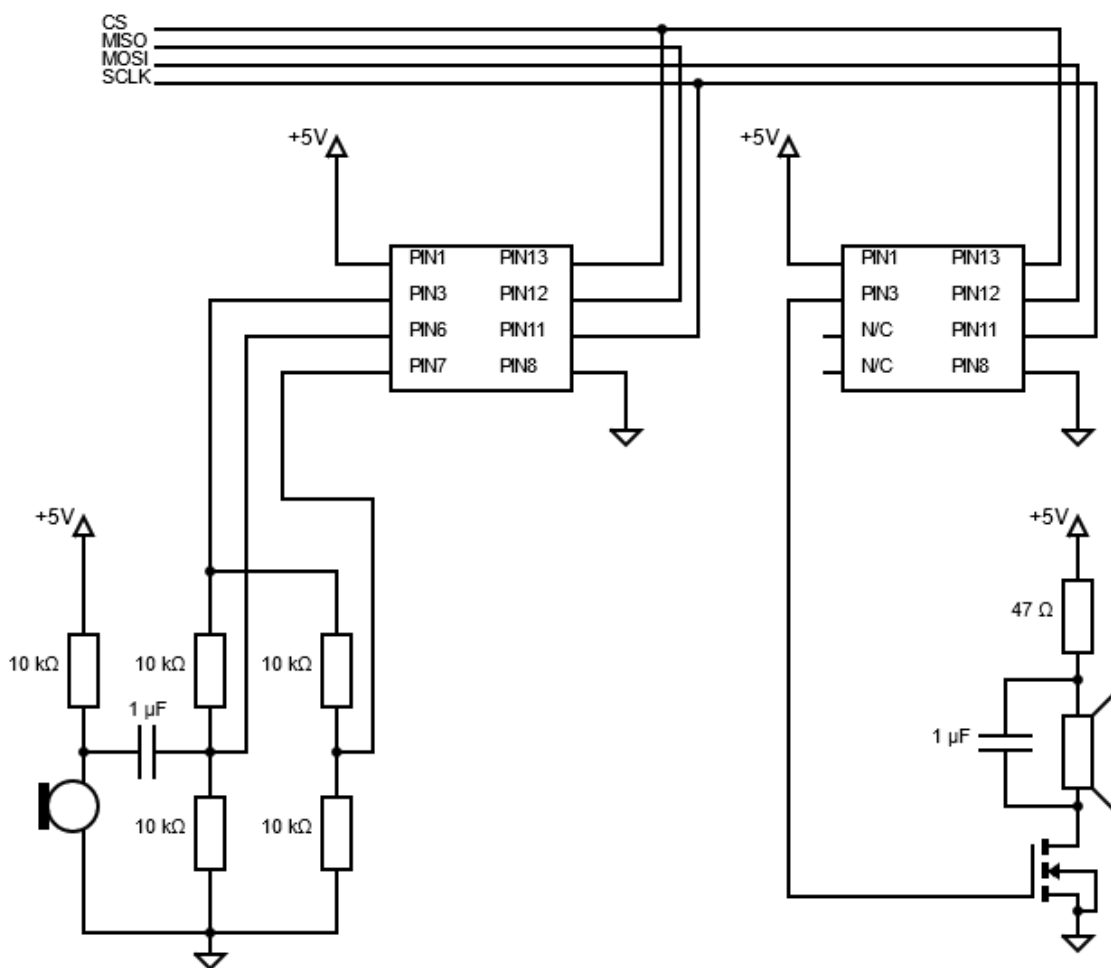 CS
MISO
MOSI
SCLK
+5V
+5V
PIN1 PIN13
PIN3 PIN12
PIN6 PIN11
PIN7 PIN8
PIN1 PIN13
PIN3 PIN12
N/C PIN11
N/C PIN8
+5V
10 kΩ
10 kΩ
10 kΩ
1 µF
10 kΩ
10 kΩ
+5V
47 Ω
1 µF